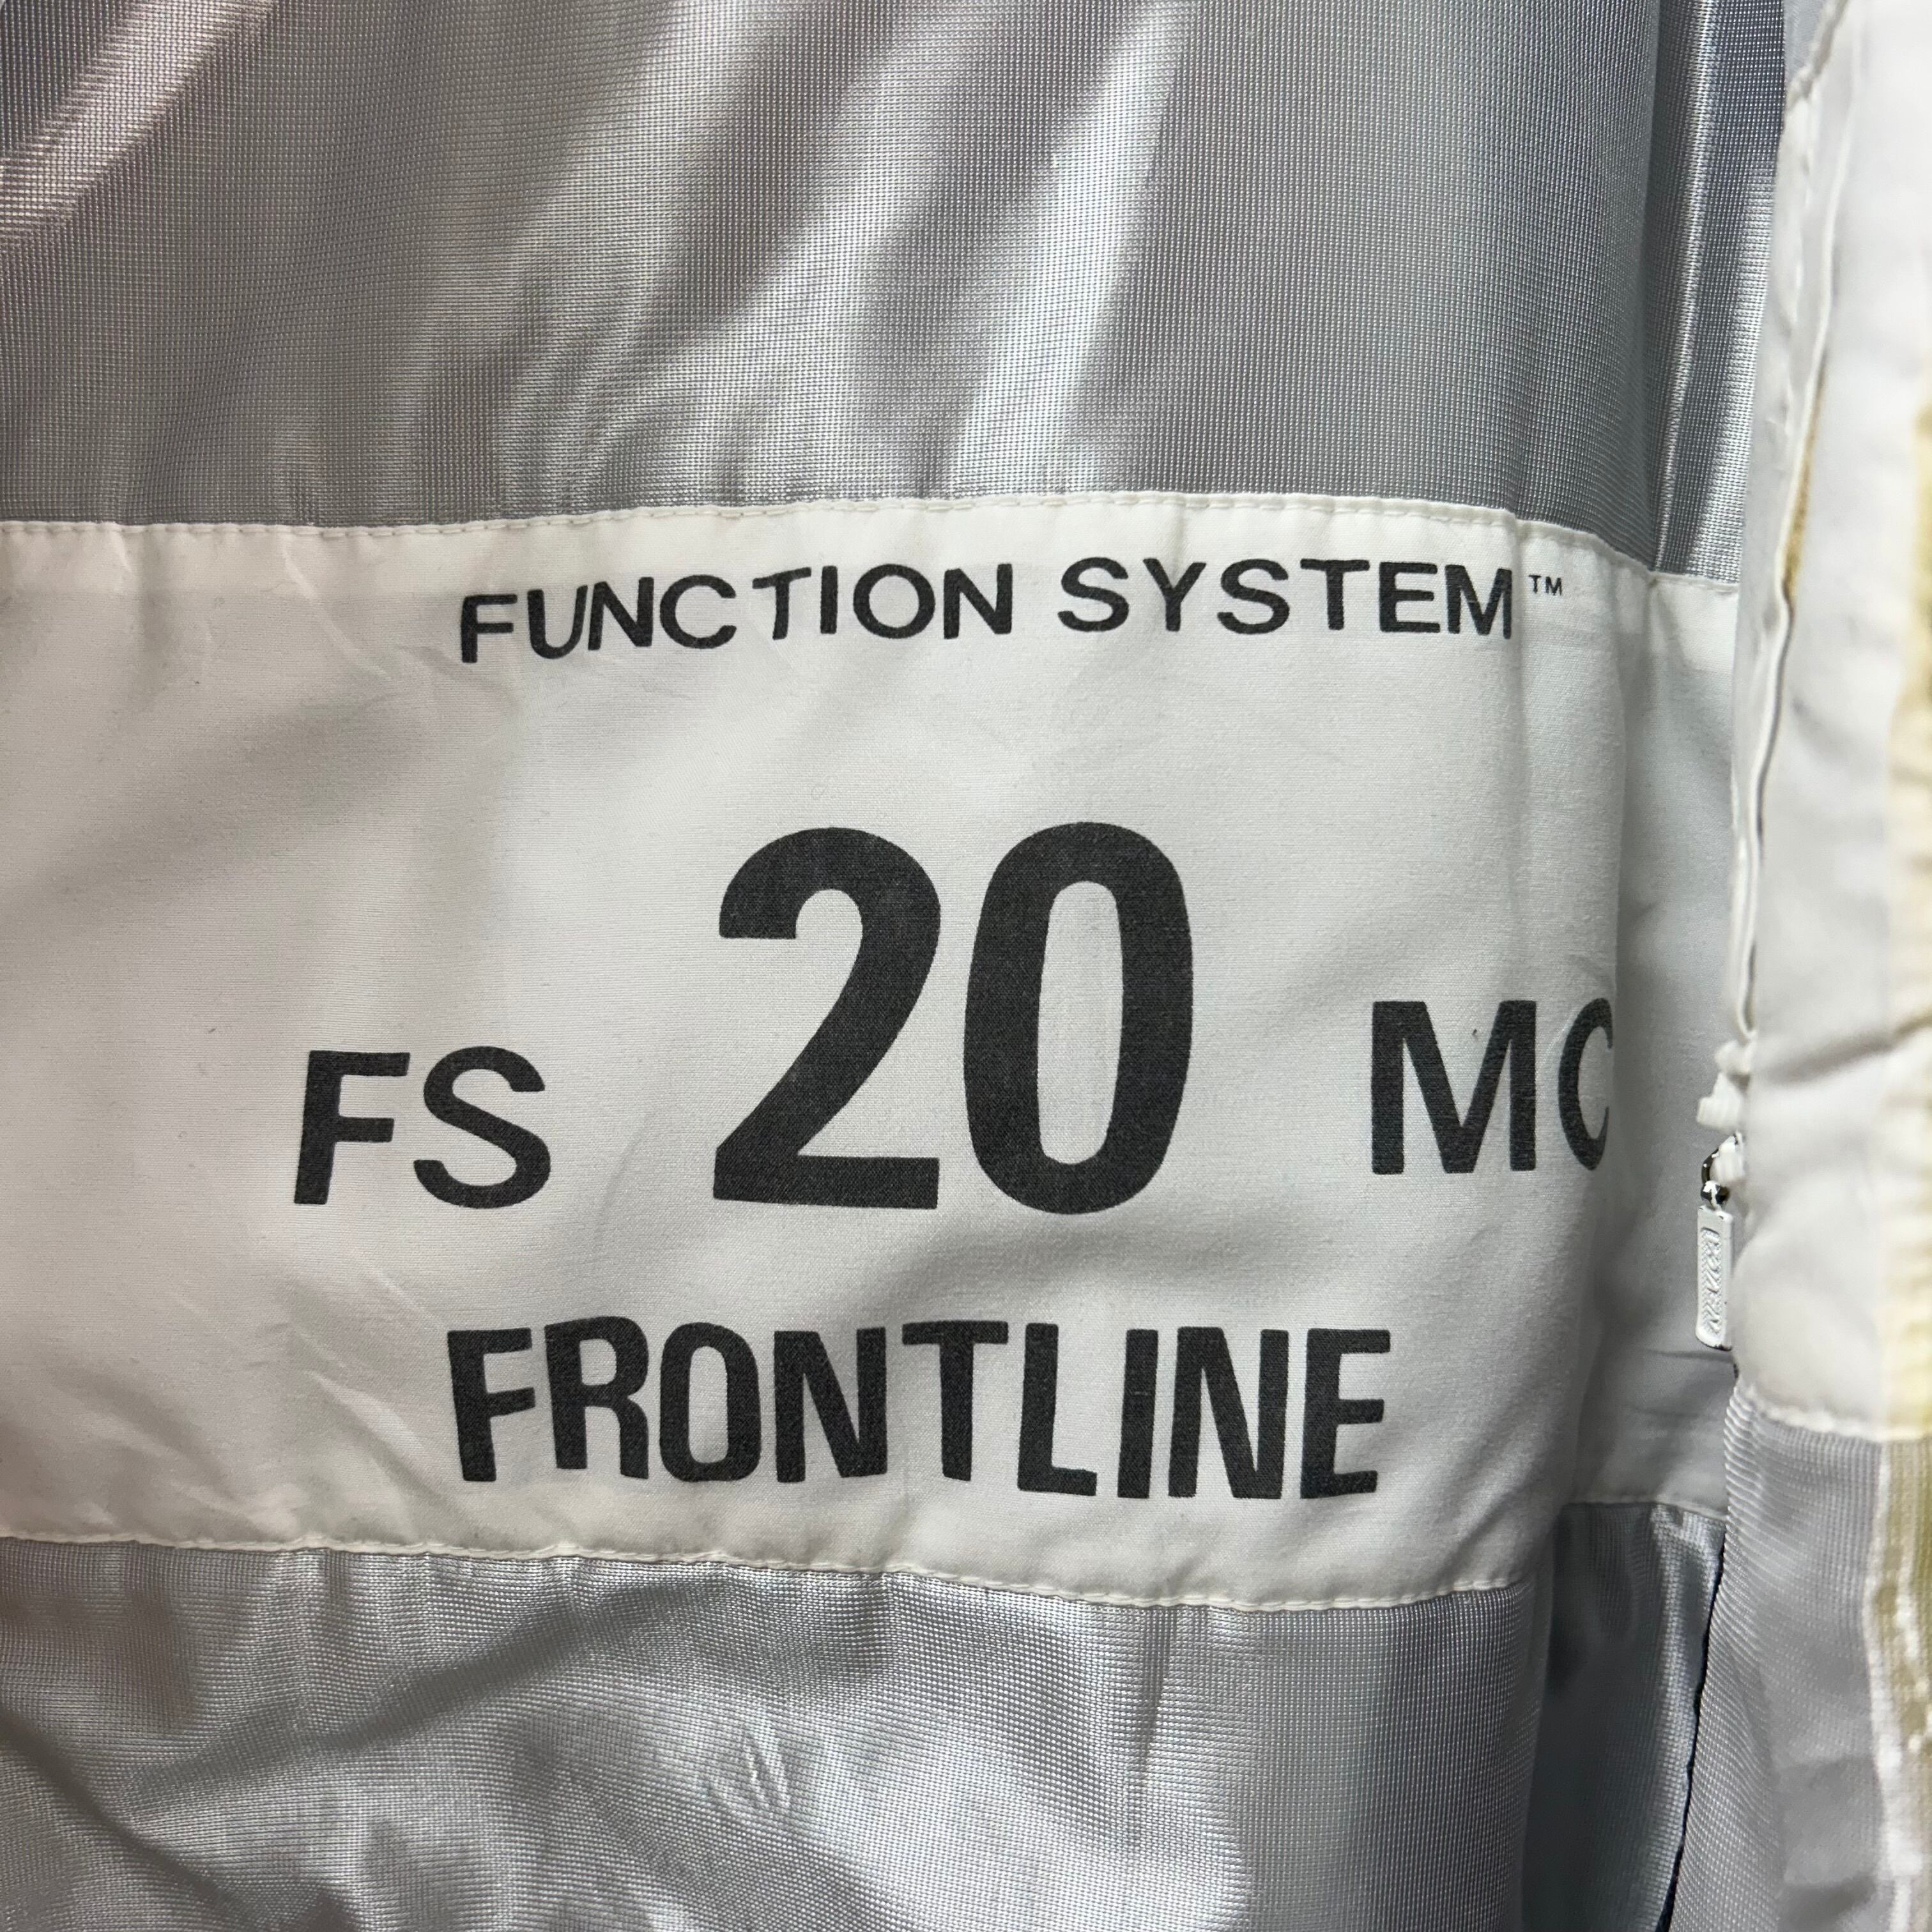 FUNCTION SYSTEM™
FS 20 MC
FRONTLINE